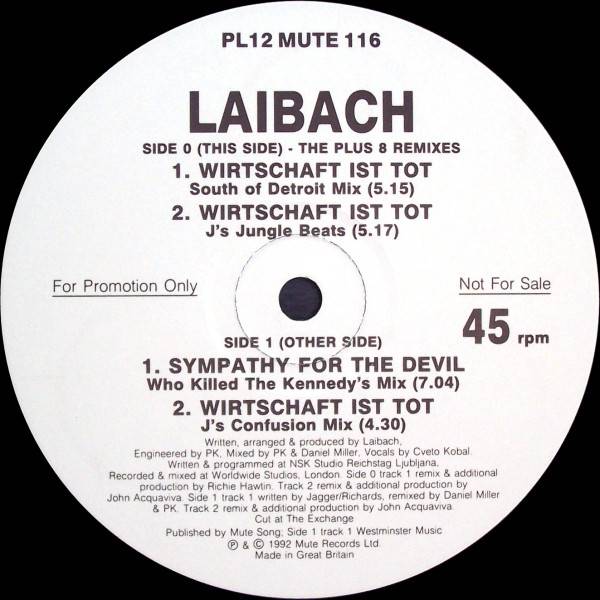 PL12 MUTE 116
LAIBACH
SIDE 0 (THIS SIDE) - THE PLUS 8 REMIXES
1. WIRTSCHAFT IST TOT
South of Detroit Mix (5.15)
2. WIRTSCHAFT IST TOT
J's Jungle Beats (5.17)
For Promotion Only
Not For Sale
45 rpm
SIDE 1 (OTHER SIDE)
1. SYMPATHY FOR THE DEVIL
Who Killed The Kennedy's Mix (7.04)
2. WIRTSCHAFT IST TOT
J's Confusion Mix (4.30)
Written, arranged & produced by Laibach,
Engineered by PK, Mixed by PK & Daniel Miller, Vocals by Cveto Kobal.
Written & programmed at NSK Studio Reichstag Ljubljana,
Recorded & mixed at Worldwide Studios, London. Side 0 track 1 remix & additional
production by Richie Hawtin. Track 2 remix & additional production by
John Acquaviva. Side 1 track 1 written by Jagger/Richards, remixed by Daniel Miller
& PK. Track 2 remix & additional production by John Acquaviva.
Cut at The Exchange
Published by Mute Song; Side 1 track 1 Westminster Music
℗ & © 1992 Mute Records Ltd.
Made in Great Britain